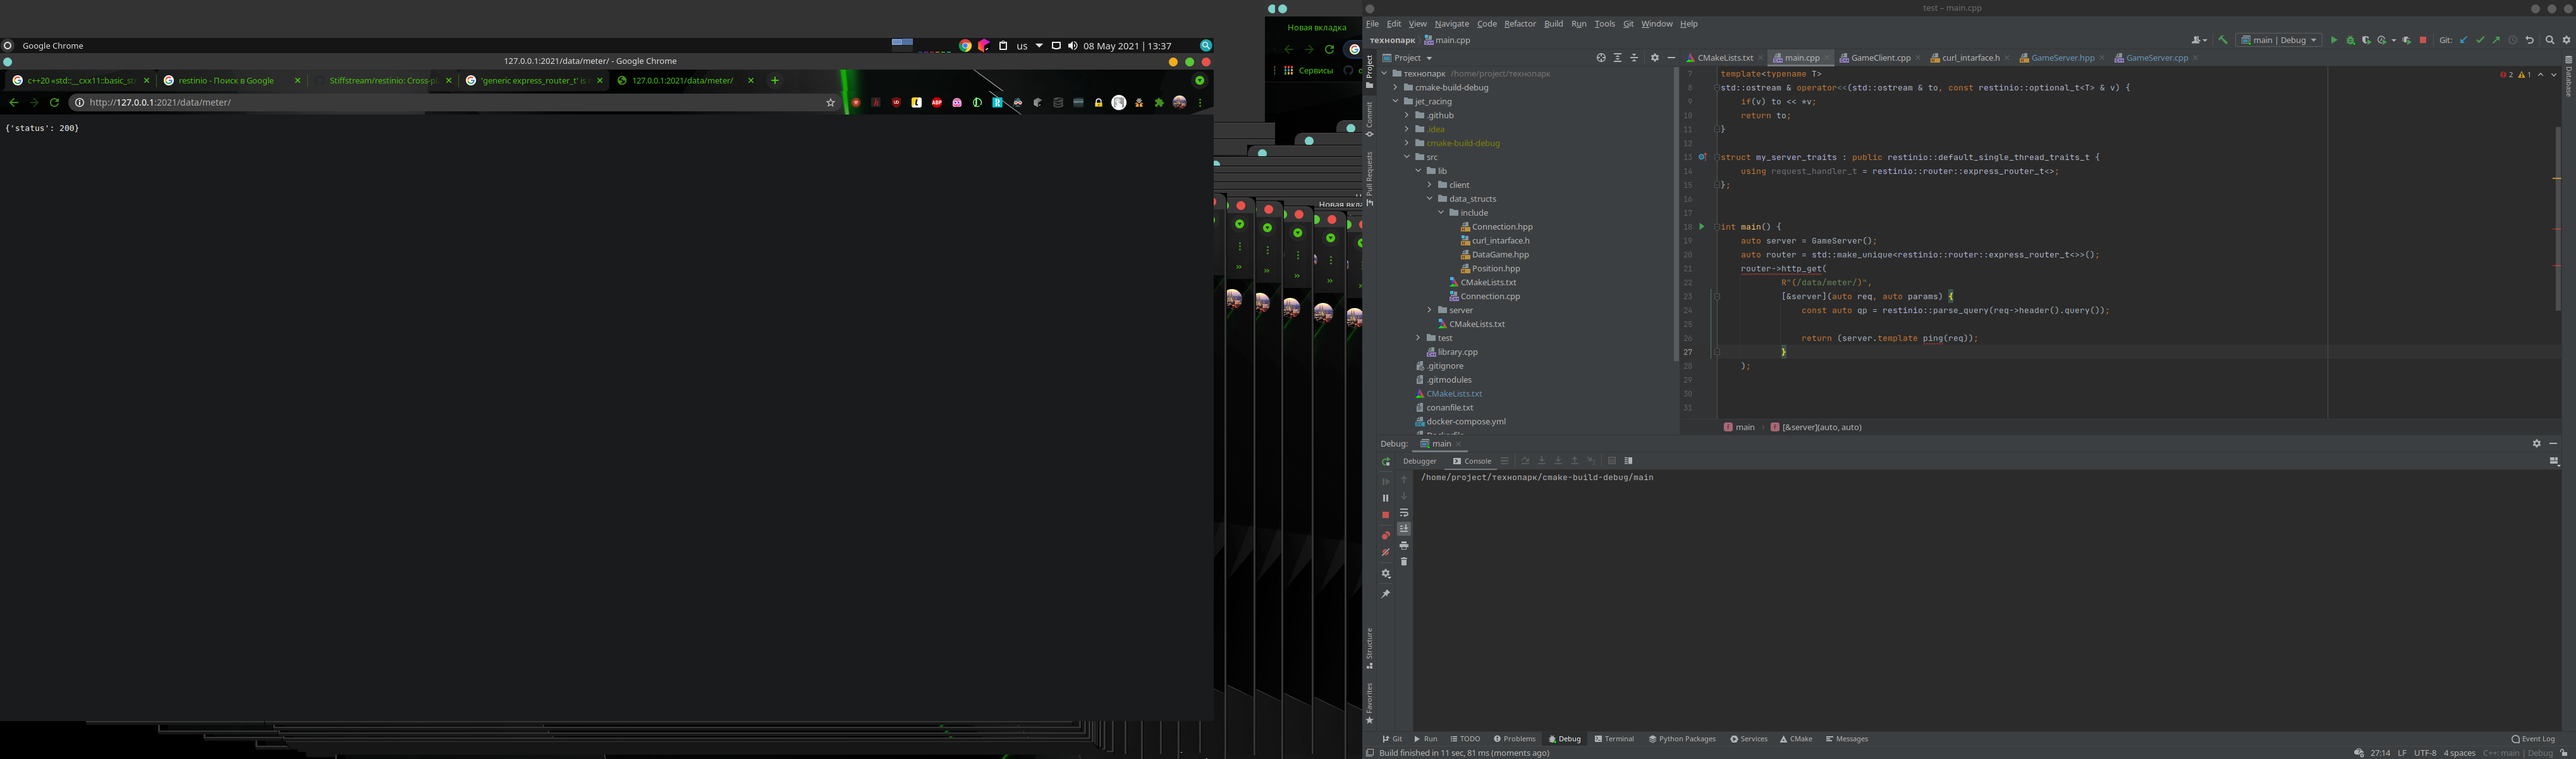 Google Chrome
us
08 May 2021 | 13:37
127.0.0.1:2021/data/meter/ - Google Chrome
c++20 «std::__cxx11::basic_st
restinio - Поиск в Google
Stiffstream/restinio: Cross-pl
'generic express_router_t' is r
127.0.0.1:2021/data/meter/
http://127.0.0.1:2021/data/meter/
ABP
{'status': 200}
Новая вкладка
Сервисы
Новая вкла
test – main.cpp
File Edit View Navigate Code Refactor Build Run Tools Git Window Help
технопарк main.cpp
main | Debug
Git:
Project
CMakeLists.txt
main.cpp
GameClient.cpp
curl_intarface.h
GameServer.hpp
GameServer.cpp
Project
Commit
Pull Requests
Structure
Favorites
Database
технопарк /home/project/технопарк
cmake-build-debug
jet_racing
.github
.idea
cmake-build-debug
src
lib
client
data_structs
include
Connection.hpp
curl_intarface.h
DataGame.hpp
Position.hpp
CMakeLists.txt
Connection.cpp
server
CMakeLists.txt
test
library.cpp
.gitignore
.gitmodules
CMakeLists.txt
conanfile.txt
docker-compose.yml
2 1
7 template<typename T>
8 std::ostream & operator<<(std::ostream & to, const restinio::optional_t<T> & v) {
9 if(v) to << *v;
10 return to;
11 }
12
13 struct my_server_traits : public restinio::default_single_thread_traits_t {
14 using request_handler_t = restinio::router::express_router_t<>;
15 };
16
17
18 int main() {
19 auto server = GameServer();
20 auto router = std::make_unique<restinio::router::express_router_t<>>();
21 router->http_get(
22 R"(/data/meter/)",
23 [&server](auto req, auto params) {
24 const auto qp = restinio::parse_query(req->header().query());
25
26 return (server.template ping(req));
27 }
28 );
29
30
31
main [&server](auto, auto)
Debug: main
Debugger Console
/home/project/технопарк/cmake-build-debug/main
Git Run TODO Problems Debug Terminal Python Packages Services CMake Messages
Event Log
Build finished in 11 sec, 81 ms (moments ago)
27:14 LF UTF-8 4 spaces C++: main | Debug